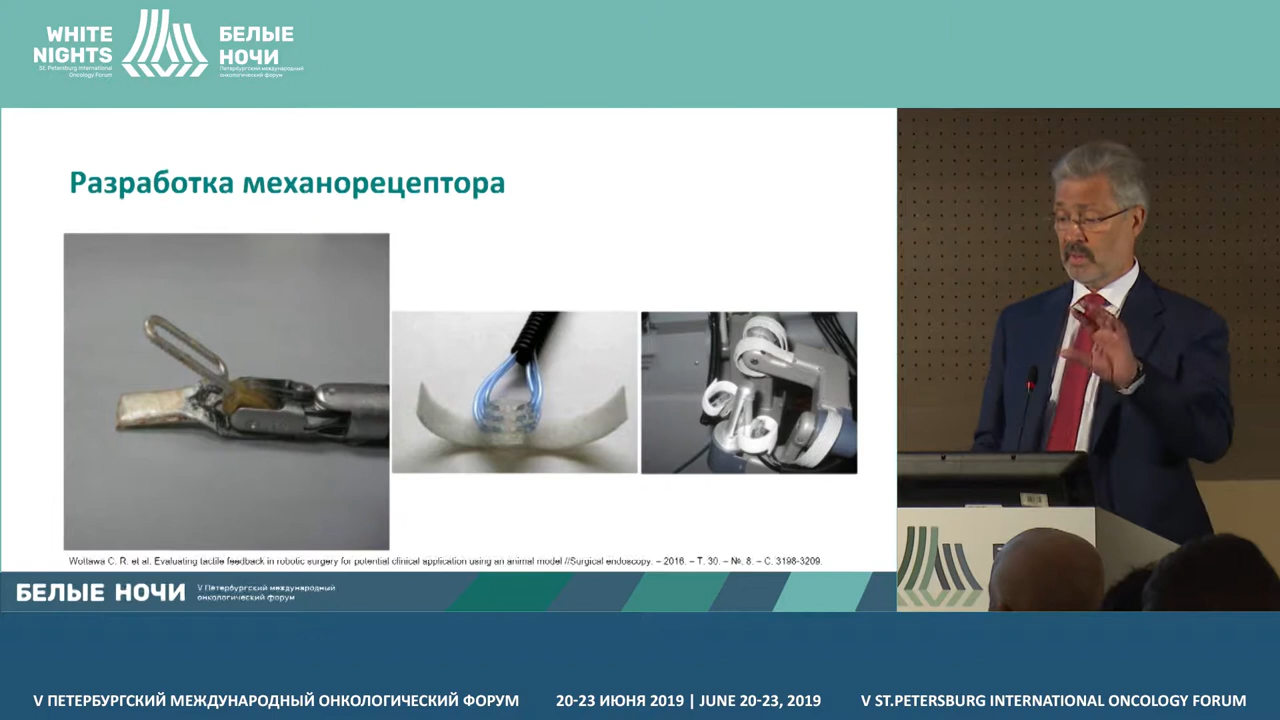 WHITE
NIGHTS
St. Petersburg International
Oncology Forum
БЕЛЫЕ
НОЧИ
Петербургский международный
онкологический форум
Разработка механорецептора
Wottawa C. R. et al. Evaluating tactile feedback in robotic surgery for potential clinical application using an animal model //Surgical endoscopy. – 2016. – Т. 30. – №. 8. – С. 3198-3209.
БЕЛЫЕ НОЧИ
V Петербургский международный
онкологический форум
V ПЕТЕРБУРГСКИЙ МЕЖДУНАРОДНЫЙ ОНКОЛОГИЧЕСКИЙ ФОРУМ
20-23 ИЮНЯ 2019 | JUNE 20-23, 2019
V ST.PETERSBURG INTERNATIONAL ONCOLOGY FORUM